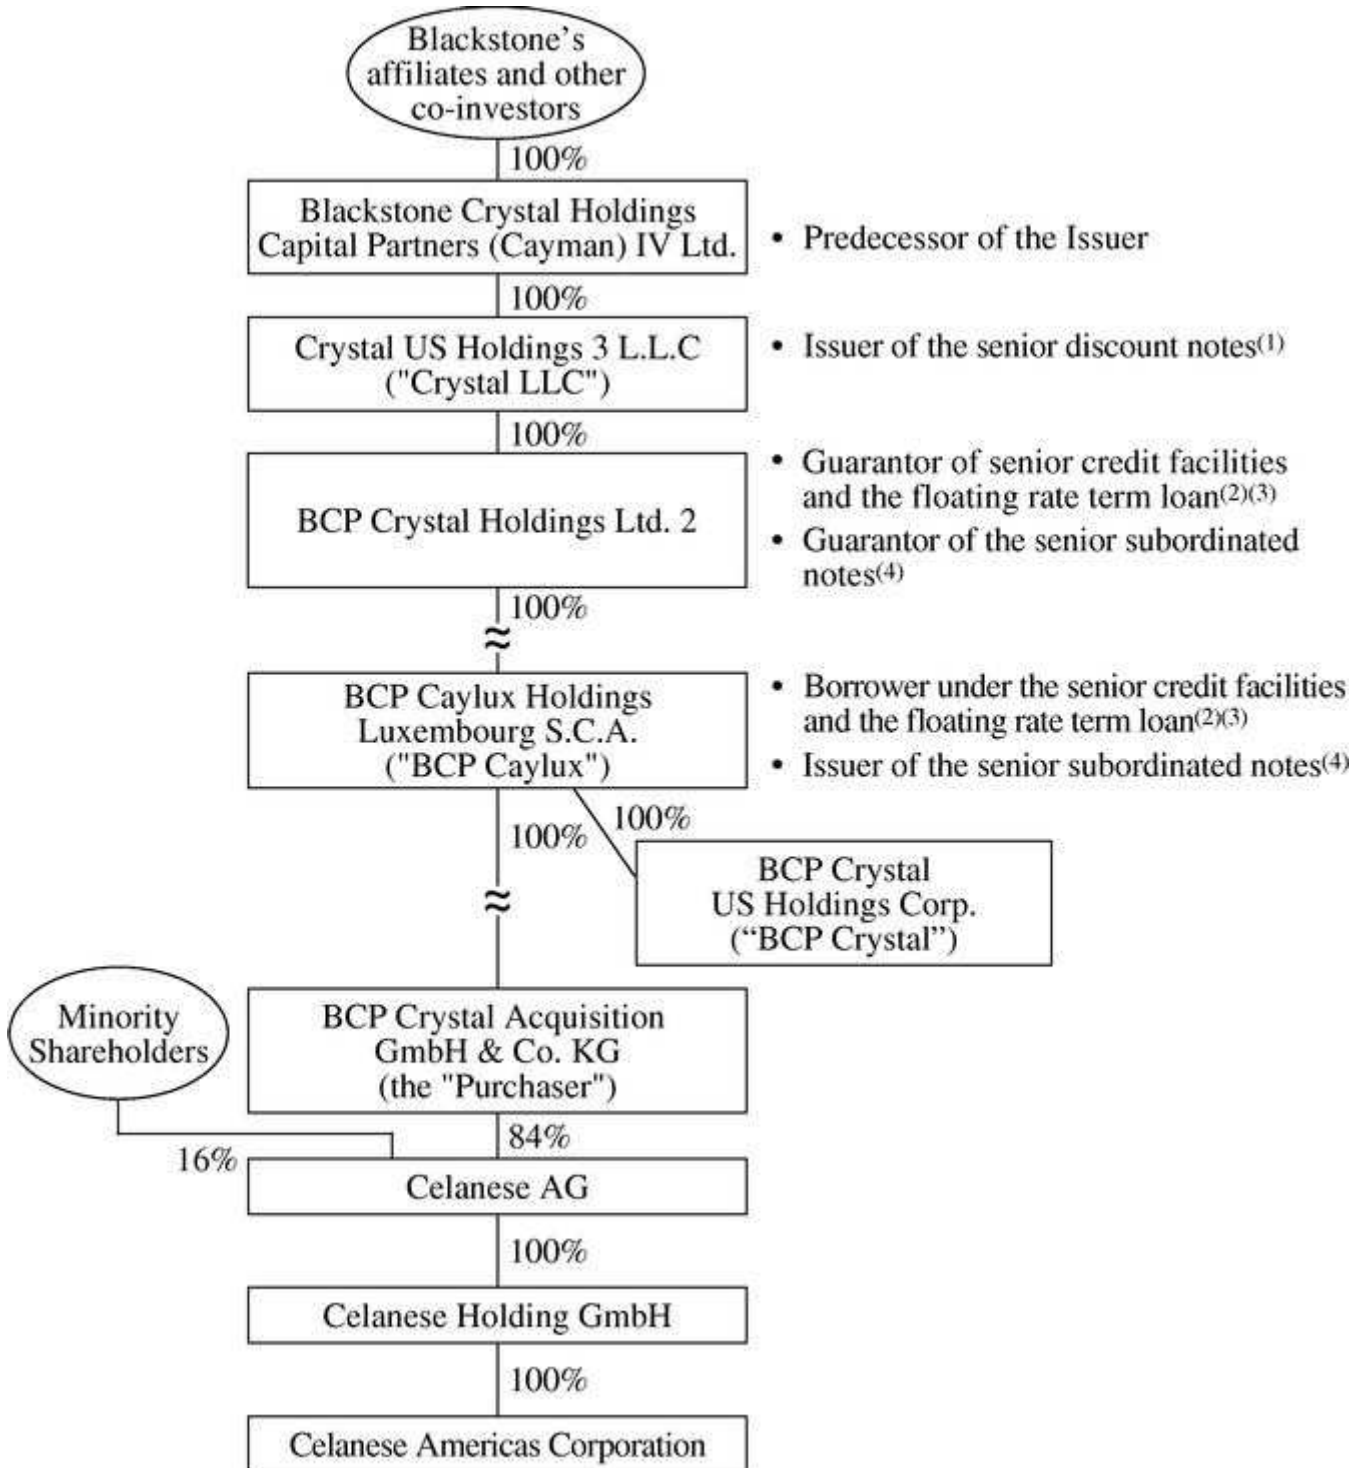 Blackstone's
affiliates and other
co-investors
100%
Blackstone Crystal Holdings
Capital Partners (Cayman) IV Ltd.
• Predecessor of the Issuer
100%
Crystal US Holdings 3 L.L.C
("Crystal LLC")
• Issuer of the senior discount notes(1)
100%
BCP Crystal Holdings Ltd. 2
• Guarantor of senior credit facilities
and the floating rate term loan(2)(3)
• Guarantor of the senior subordinated
notes(4)
100%
BCP Caylux Holdings
Luxembourg S.C.A.
("BCP Caylux")
• Borrower under the senior credit facilities
and the floating rate term loan(2)(3)
• Issuer of the senior subordinated notes(4)
100%
100%
BCP Crystal
US Holdings Corp.
(“BCP Crystal”)
Minority
Shareholders
BCP Crystal Acquisition
GmbH & Co. KG
(the "Purchaser")
16%
84%
Celanese AG
100%
Celanese Holding GmbH
100%
Celanese Americas Corporation